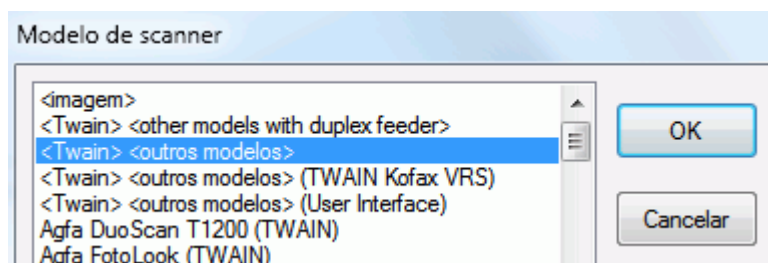 Modelo de scanner
<imagem>
<Twain> <other models with duplex feeder>
<Twain> <outros modelos>
<Twain> <outros modelos> (TWAIN Kofax VRS)
<Twain> <outros modelos> (User Interface)
Agfa DuoScan T1200 (TWAIN)
Agfa FotoLook (TWAIN)
OK
Cancelar